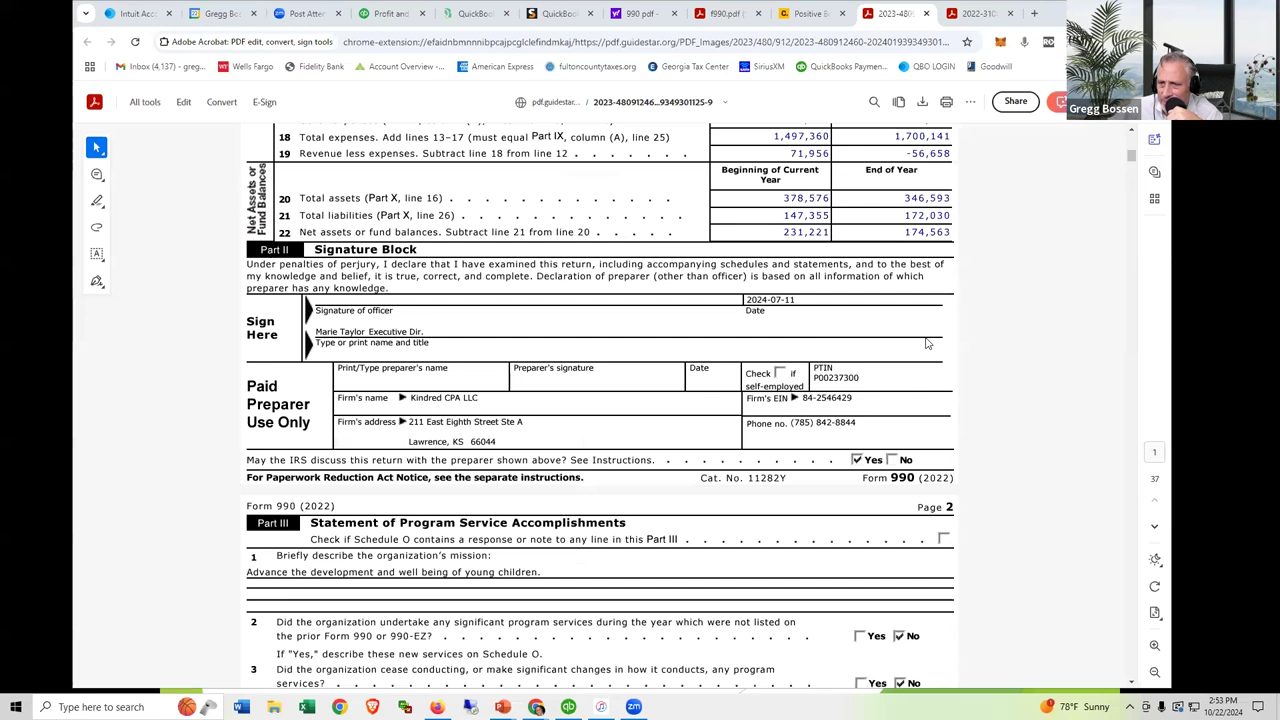 Intuit Accou
Gregg Bosse
Post Atter
Profit and
QuickBook
QuickBook
990 pdf -
f990.pdf (
Positive B
2023-4809
2022-3108
Adobe Acrobat: PDF edit, convert, sign tools
chrome-extension://efaidnbmnnnibpcajpcglclefindmkaj/https://pdf.guidestar.org/PDF_Images/2023/480/912/2023-480912460-202401939349301...
Inbox (4,137) - greg...
Wells Fargo
Fidelity Bank
Account Overview -...
American Express
fultoncountytaxes.org
Georgia Tax Center
SiriusXM
QuickBooks Paymen...
QBO LOGIN
Goodwill
Gregg Bossen
All tools
Edit
Convert
E-Sign
pdf.guidestar...
2023-48091246...9349301125-9
Share
18 Total expenses. Add lines 13–17 (must equal Part IX, column (A), line 25) 1,497,360 1,700,141
19 Revenue less expenses. Subtract line 18 from line 12 . . . . . . . 71,956 -56,658
Net Assets or Fund Balances
Beginning of Current Year
End of Year
20 Total assets (Part X, line 16) . . . . . . . . . . . . 378,576 346,593
21 Total liabilities (Part X, line 26) . . . . . . . . . . . . 147,355 172,030
22 Net assets or fund balances. Subtract line 21 from line 20 . . . . . 231,221 174,563
Part II Signature Block
Under penalties of perjury, I declare that I have examined this return, including accompanying schedules and statements, and to the best of
my knowledge and belief, it is true, correct, and complete. Declaration of preparer (other than officer) is based on all information of which
preparer has any knowledge.
Sign Here
2024-07-11
Signature of officer
Date
Marie Taylor Executive Dir.
Type or print name and title
Paid Preparer Use Only
Print/Type preparer's name
Preparer's signature
Date
Check if self-employed
PTIN
P00237300
Firm's name Kindred CPA LLC
Firm's EIN 84-2546429
Firm's address 211 East Eighth Street Ste A
Phone no. (785) 842-8844
Lawrence, KS 66044
May the IRS discuss this return with the preparer shown above? See Instructions. . . . . . . . . . . Yes No
For Paperwork Reduction Act Notice, see the separate instructions. Cat. No. 11282Y Form 990 (2022)
Form 990 (2022) Page 2
Part III Statement of Program Service Accomplishments
Check if Schedule O contains a response or note to any line in this Part III . . . . . . . . . . .
1 Briefly describe the organization's mission:
Advance the development and well being of young children.
2 Did the organization undertake any significant program services during the year which were not listed on
the prior Form 990 or 990-EZ? . . . . . . . . . . . . . . . . . . Yes No
If "Yes," describe these new services on Schedule O.
3 Did the organization cease conducting, or make significant changes in how it conducts, any program
services? . . . . . . . . . . . . . . . . . . . . . Yes No
1
37
Type here to search
78°F Sunny
2:53 PM
10/22/2024